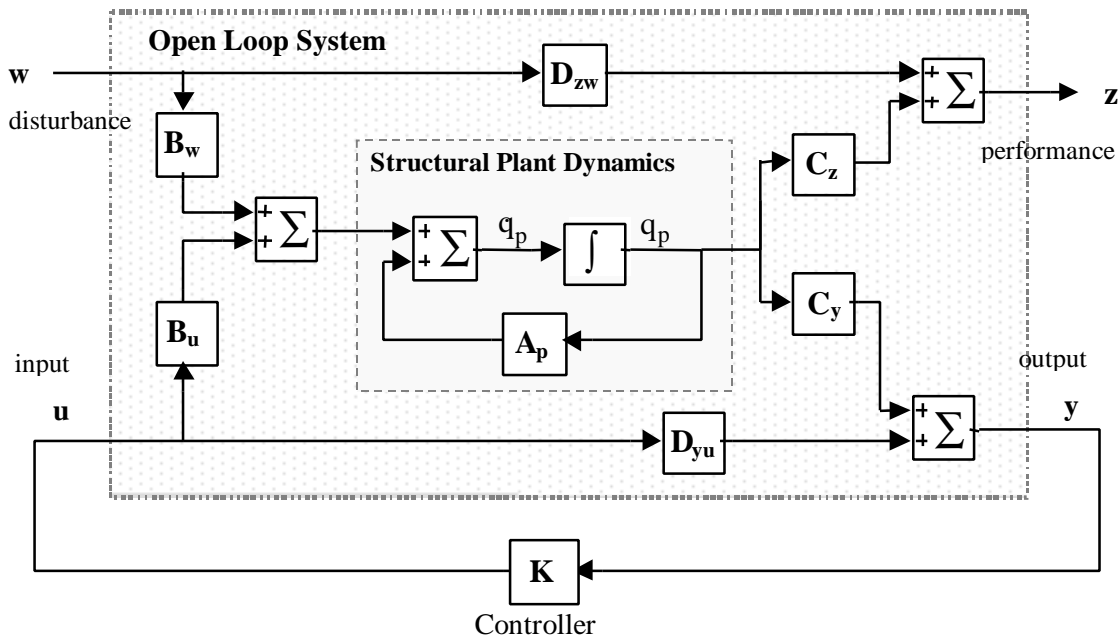 Open Loop System
w
disturbance
D_zw
+
+
Σ
z
performance
B_w
Structural Plant Dynamics
C_z
+
+
Σ
+
+
Σ
q̇_p
∫
q_p
B_u
A_p
C_y
input
u
output
y
D_yu
+
+
Σ
K
Controller